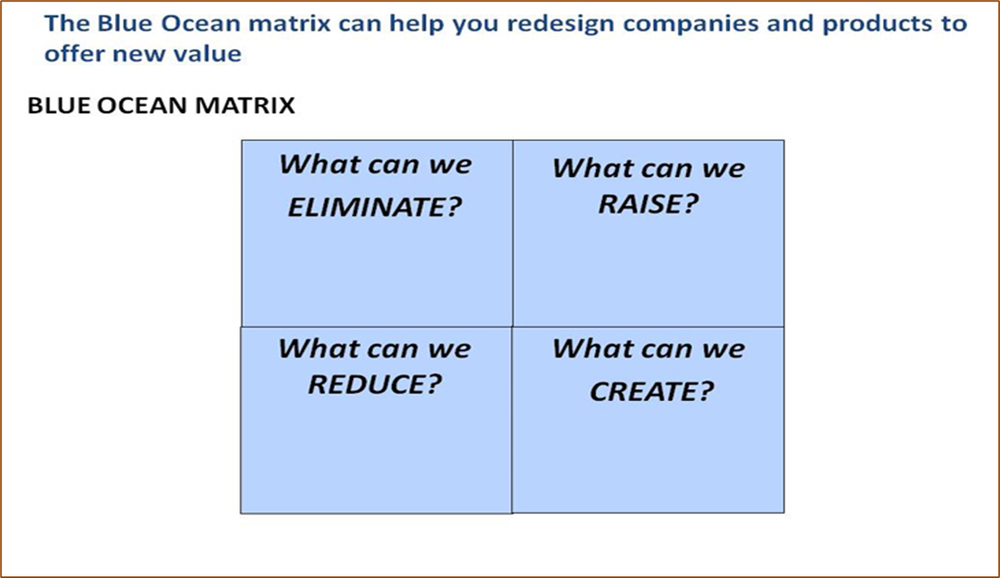 The Blue Ocean matrix can help you redesign companies and products to
offer new value
BLUE OCEAN MATRIX
What can we
ELIMINATE?
What can we
RAISE?
What can we
REDUCE?
What can we
CREATE?